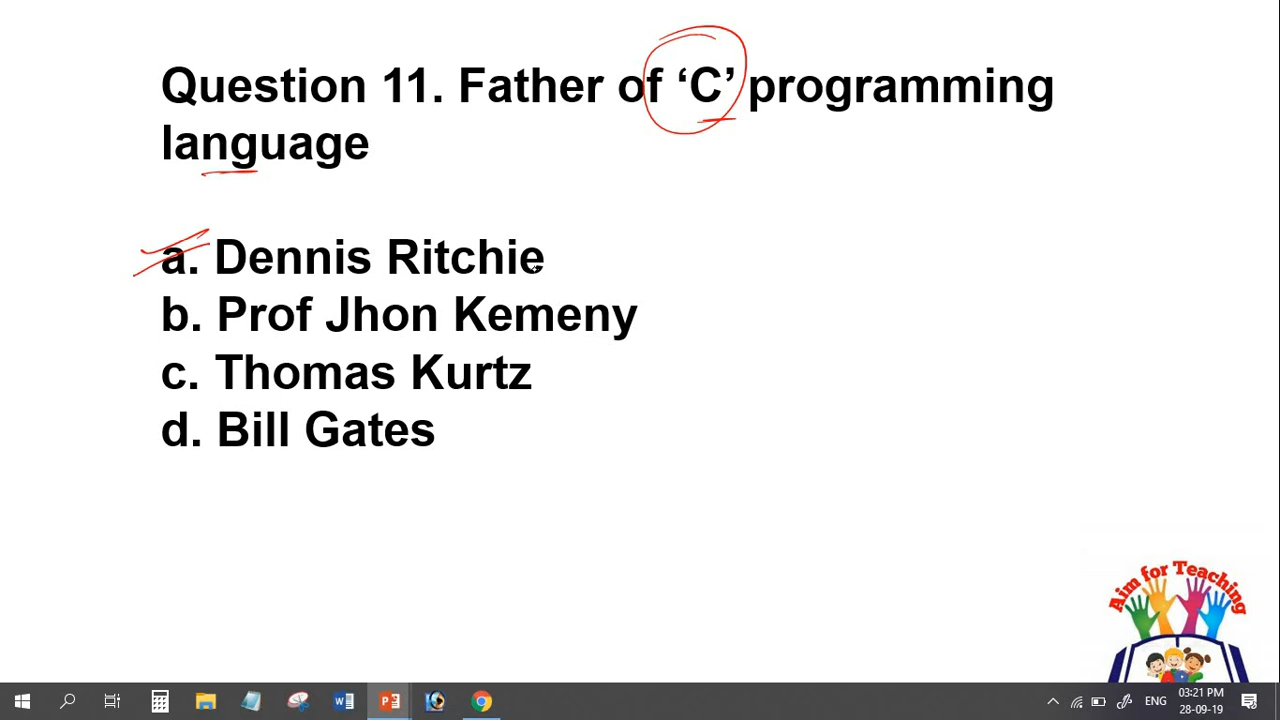 Question 11. Father of ‘C’ programming
language
a. Dennis Ritchie
b. Prof Jhon Kemeny
c. Thomas Kurtz
d. Bill Gates
Aim for Teaching
ENG
03:21 PM
28-09-19